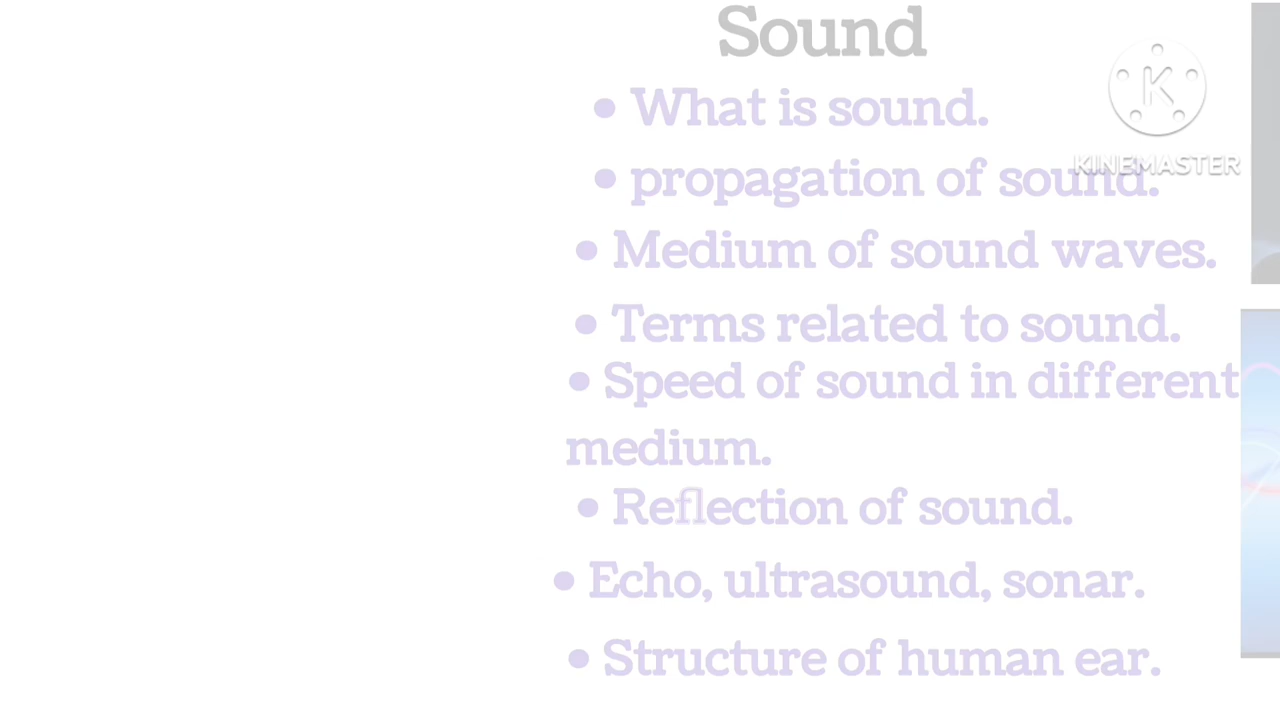 Sound
• What is sound.
• propagation of sound.
KINEMASTER
• Medium of sound waves.
• Terms related to sound.
• Speed of sound in different
medium.
• Reflection of sound.
• Echo, ultrasound, sonar.
• Structure of human ear.